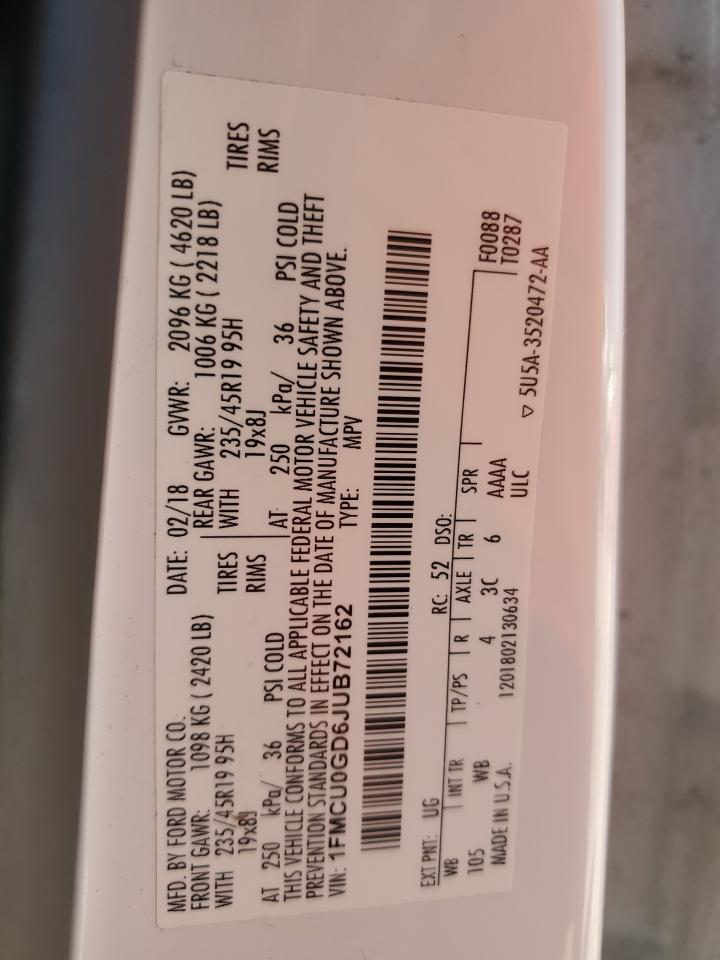 MFD. BY FORD MOTOR CO. DATE: 02/18 GVWR: 2096 KG ( 4620 LB)
FRONT GAWR: 1098 KG ( 2420 LB) REAR GAWR: 1006 KG ( 2218 LB)
WITH 235/45R19 95H TIRES WITH 235/45R19 95H TIRES
19x8J RIMS 19x8J RIMS
AT 250 kPa/ 36 PSI COLD AT 250 kPa/ 36 PSI COLD
THIS VEHICLE CONFORMS TO ALL APPLICABLE FEDERAL MOTOR VEHICLE SAFETY AND THEFT
PREVENTION STANDARDS IN EFFECT ON THE DATE OF MANUFACTURE SHOWN ABOVE.
VIN: 1FMCU0GD6JUB72162 TYPE: MPV
EXT PNT: UG RC: 52 DSO:
WB INT TR TP/PS R AXLE TR SPR F0088
T0287
105 WB 4 3C 6 AAAA
ULC
MADE IN U.S.A. 1201802130634 ▽ 5U5A-3520472-AA